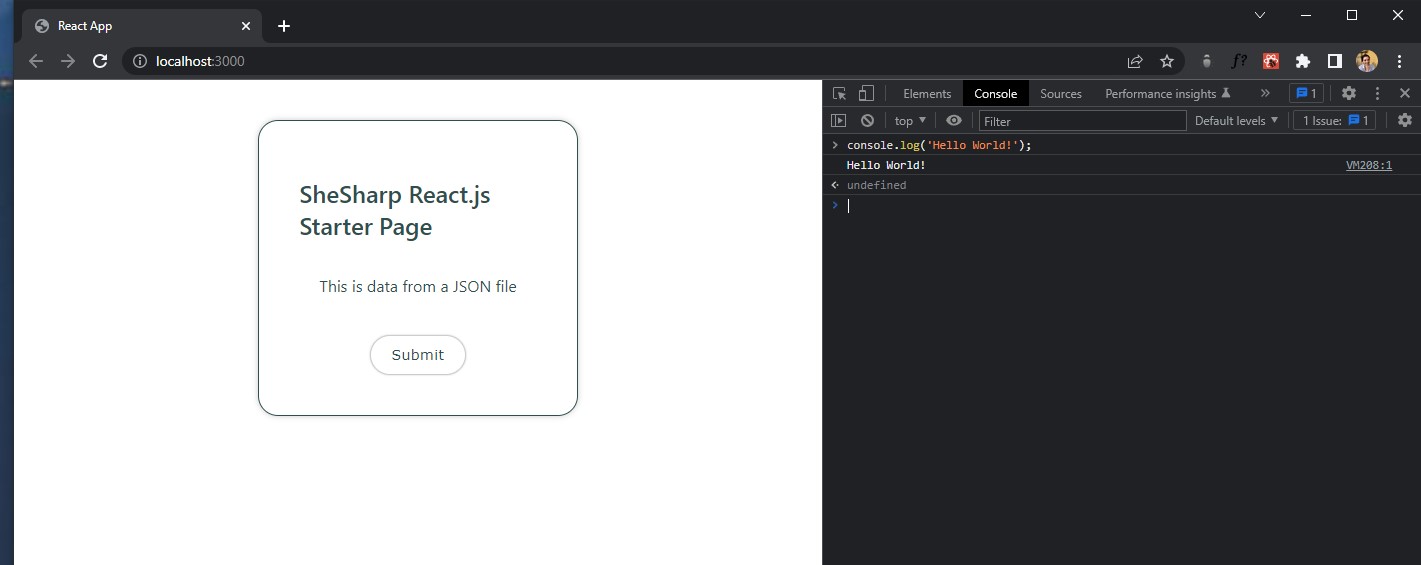 React App
localhost:3000
f?
SheSharp React.js
Starter Page
This is data from a JSON file
Submit
Elements Console Sources Performance insights » 1
top Filter Default levels 1 Issue: 1
console.log('Hello World!');
Hello World! VM208:1
undefined